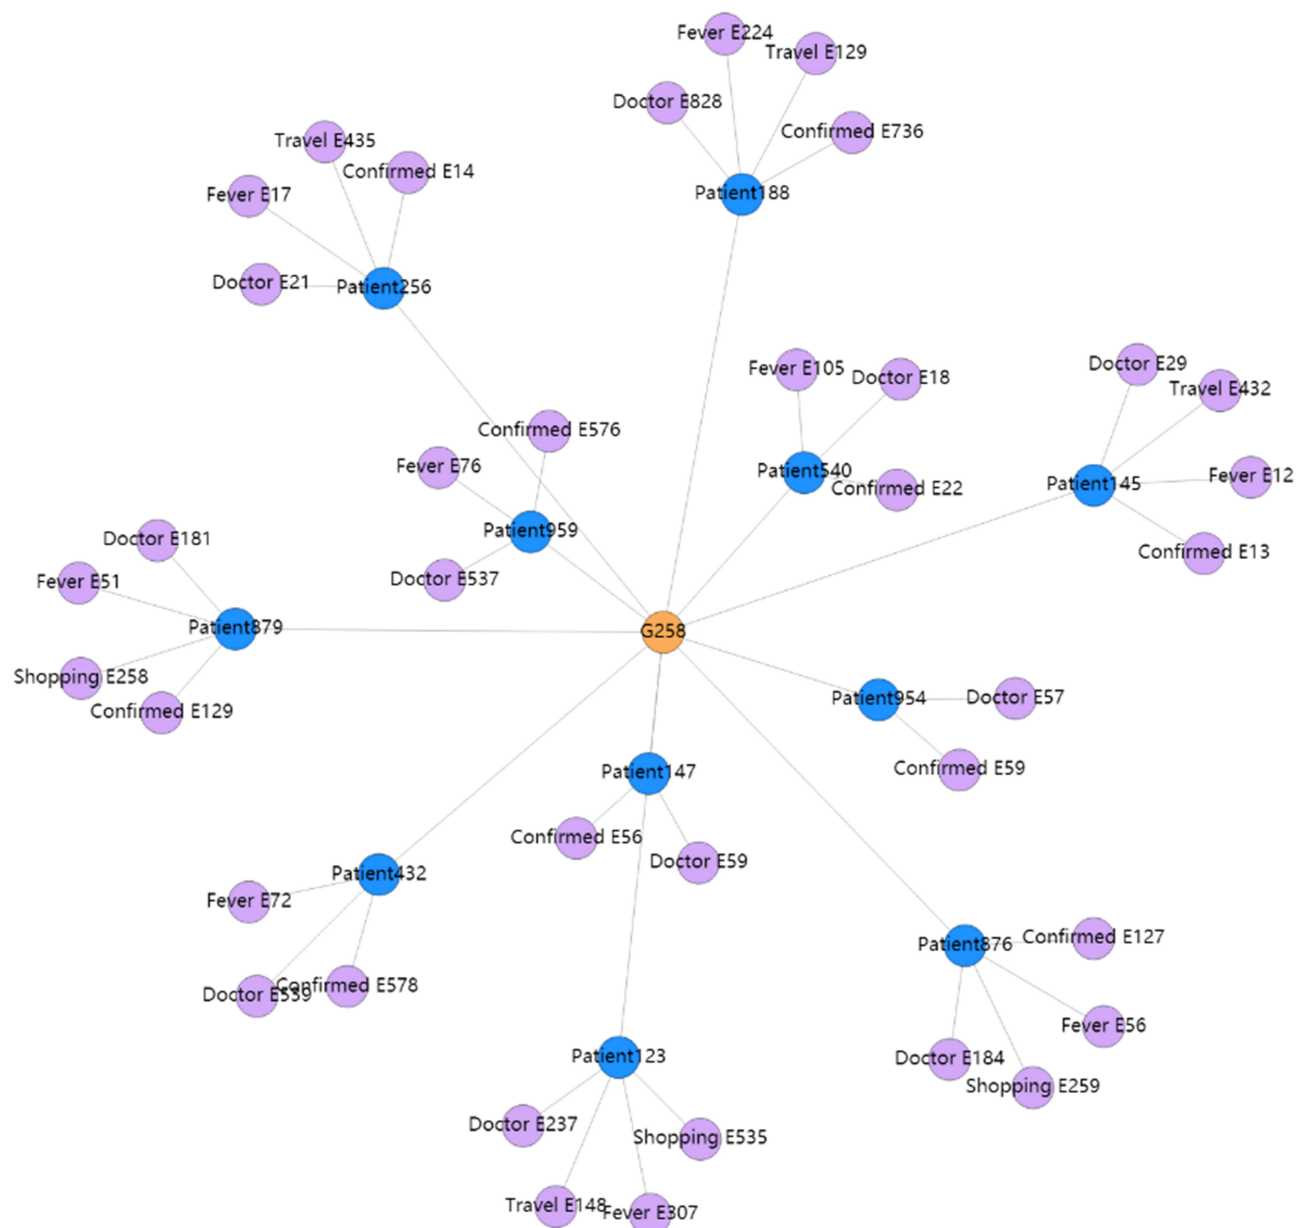 Fever E224
Travel E129
Doctor E828
Confirmed E736
Patient188
Travel E435
Confirmed E14
Fever E17
Doctor E21
Patient256
Fever E105
Doctor E18
Patient540
Confirmed E22
Doctor E29
Travel E432
Patient145
Fever E12
Confirmed E13
Confirmed E576
Fever E76
Patient959
Doctor E537
Doctor E181
Fever E51
Patient879
Shopping E258
Confirmed E129
G258
Patient954
Doctor E57
Confirmed E59
Patient147
Confirmed E56
Doctor E59
Patient432
Fever E72
Doctor E539
Confirmed E578
Patient876
Confirmed E127
Fever E56
Doctor E184
Shopping E259
Patient123
Doctor E237
Shopping E535
Travel E148
Fever E307